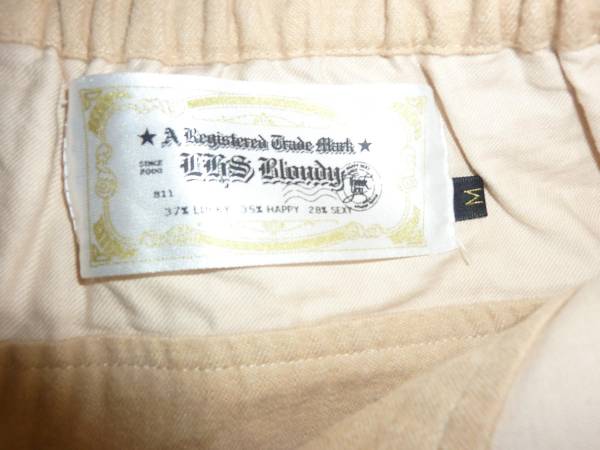 ★ A Registered Trade Mark ★
SINCE
2000
LHS Blondy
811
37% LUCKY 35% HAPPY 28% SEXY
M